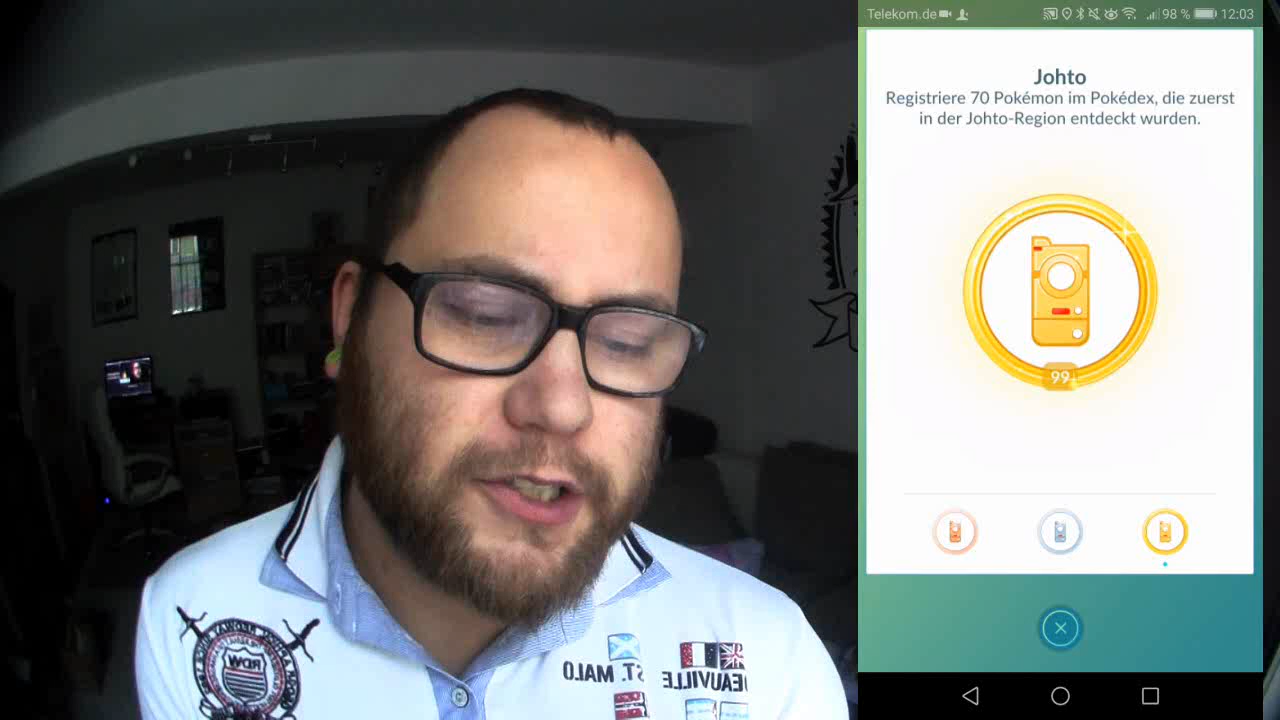 Telekom.de
98 %
12:03
Johto
Registriere 70 Pokémon im Pokédex, die zuerst
in der Johto-Region entdeckt wurden.
99
ST. MALO
DEAUVILLE